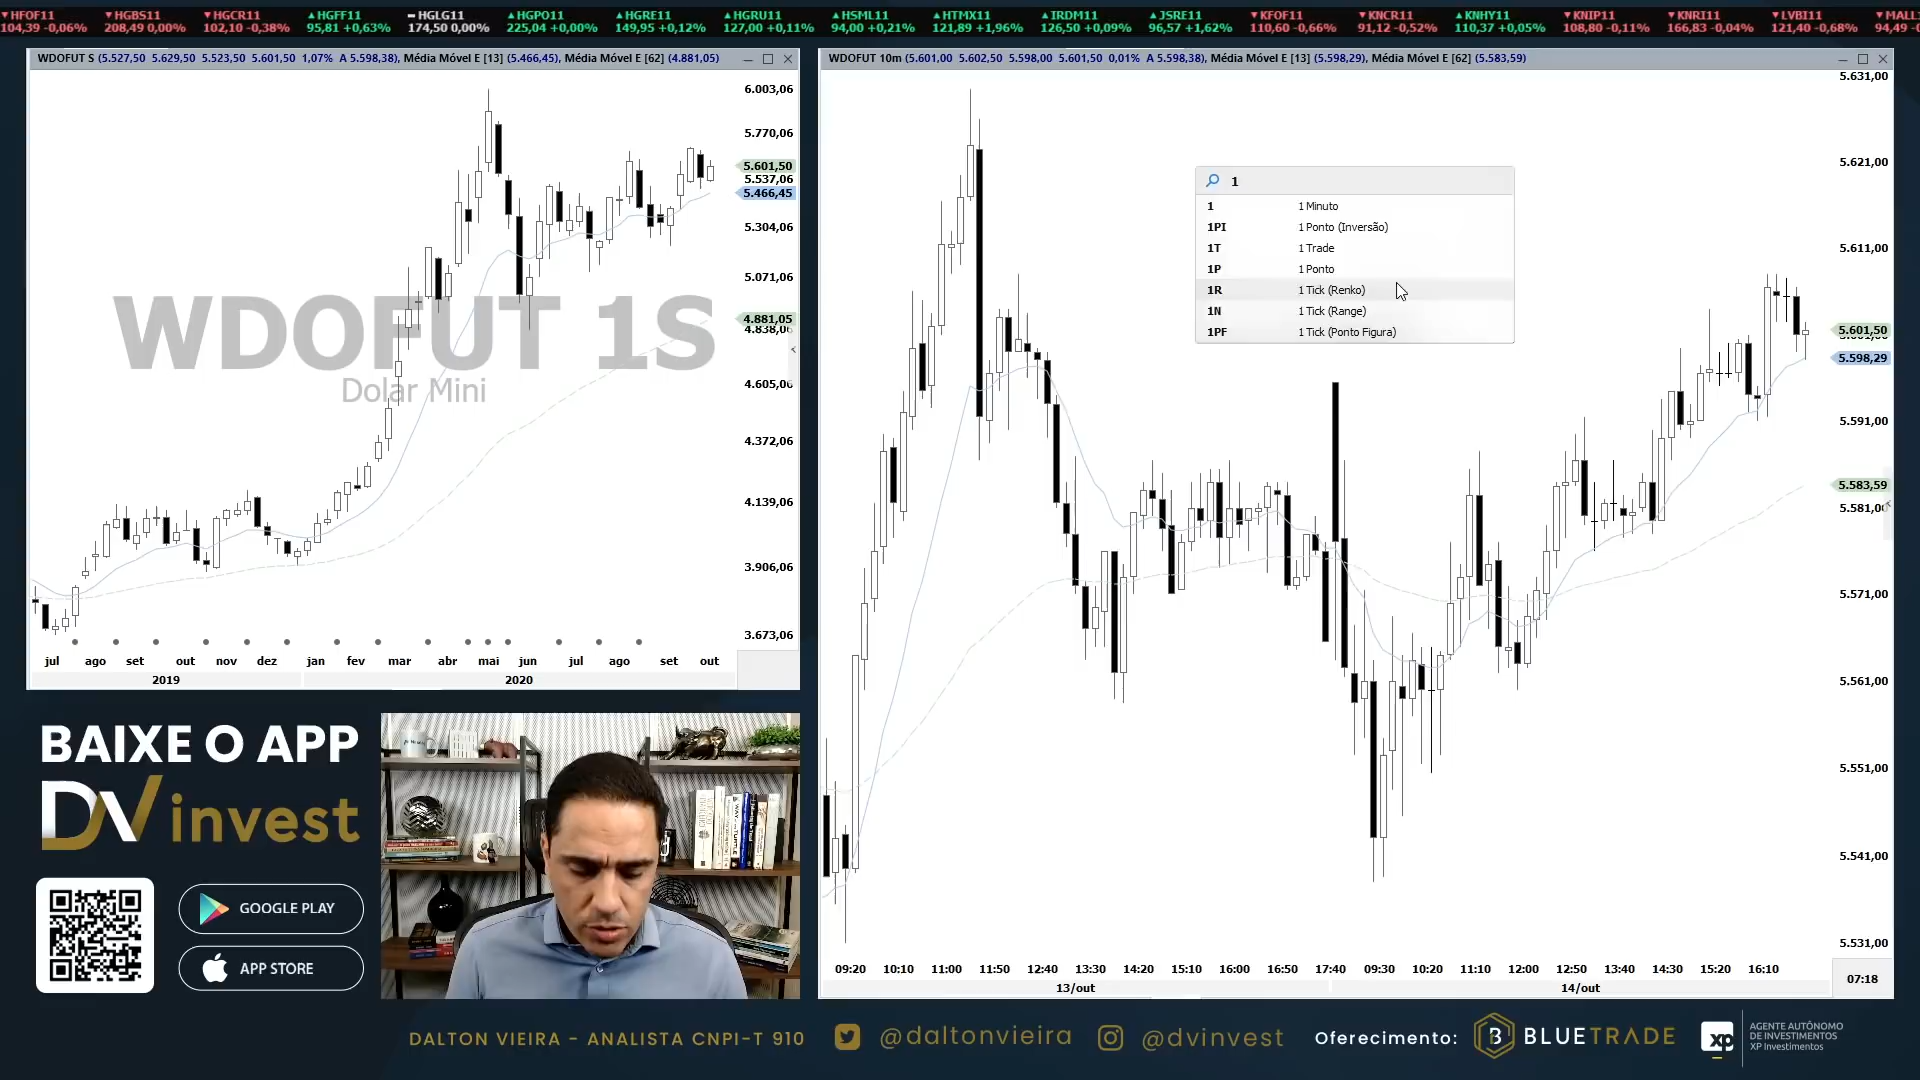 ▼HFOF11 ▼HGBS11 ▼HGCR11 ▲HGFF11 ━HGLG11 ▲HGPO11 ▲HGRE11 ▲HGRU11 ▲HSML11 ▲HTMX11 ▲IRDM11 ▲JSRE11 ▼KFOF11 ▼KNCR11 ▲KNHY11 ▼KNIP11 ▼KNRI11 ▼LVBI11 ▼MALL
104,39 -0,06% 208,49 0,00% 102,10 -0,38% 95,81 +0,63% 174,50 0,00% 225,04 +0,00% 149,95 +0,12% 127,00 +0,11% 94,00 +0,21% 121,89 +1,96% 126,50 +0,09% 96,57 +1,62% 110,60 -0,66% 91,12 -0,52% 110,37 +0,05% 108,80 -0,11% 166,83 -0,04% 121,40 -0,68% 94,49
WDOFUT S (5.527,50 5.629,50 5.523,50 5.601,50 1,07% A 5.598,38), Média Móvel E [13] (5.466,45), Média Móvel E [62] (4.881,05)
6.003,06
5.770,06
5.601,50
5.537,06
5.466,45
5.304,06
5.071,06
4.881,05
4.838,06
4.605,06
4.372,06
4.139,06
3.906,06
3.673,06
WDOFUT 1S
Dolar Mini
jul ago set out nov dez jan fev mar abr mai jun jul ago set out
2019 2020
WDOFUT 10m (5.601,00 5.602,50 5.598,00 5.601,50 0,01% A 5.598,38), Média Móvel E [13] (5.598,29), Média Móvel E [62] (5.583,59)
5.631,00
5.621,00
5.611,00
5.601,50
5.598,29
5.591,00
5.583,59
5.581,00
5.571,00
5.561,00
5.551,00
5.541,00
5.531,00
1
1 1 Minuto
1PI 1 Ponto (Inversão)
1T 1 Trade
1P 1 Ponto
1R 1 Tick (Renko)
1N 1 Tick (Range)
1PF 1 Tick (Ponto Figura)
09:20 10:10 11:00 11:50 12:40 13:30 14:20 15:10 16:00 16:50 17:40 09:30 10:20 11:10 12:00 12:50 13:40 14:30 15:20 16:10
07:18
13/out 14/out
BAIXE O APP
DVinvest
GOOGLE PLAY
APP STORE
DALTON VIEIRA - ANALISTA CNPI-T 910
@daltonvieira
@dvinvest
Oferecimento:
BLUETRADE
xp
AGENTE AUTÔNOMO
DE INVESTIMENTOS
XP Investimentos